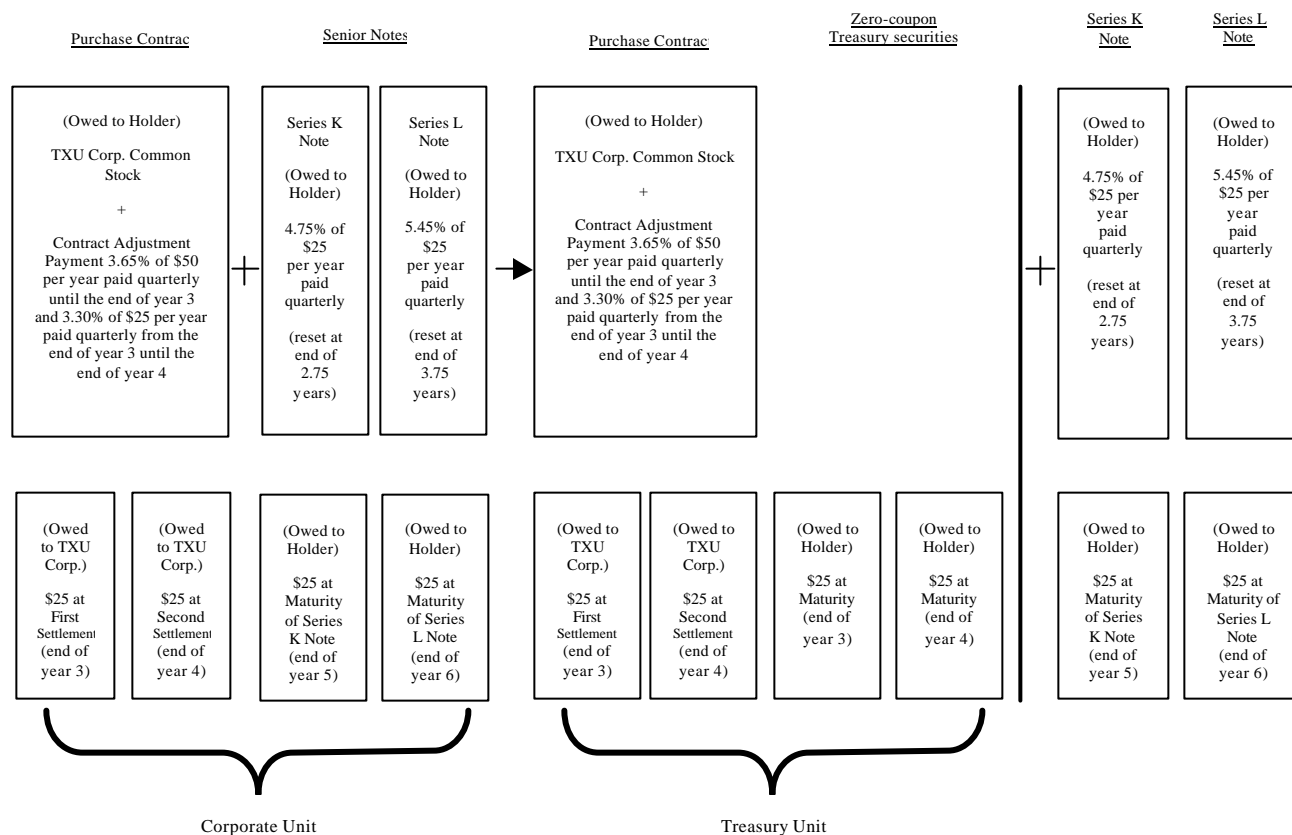 Purchase Contrac
Senior Notes
Purchase Contrac
Zero-coupon
Treasury securities
Series K
Note
Series L
Note
(Owed to Holder)
TXU Corp. Common
Stock
+
Contract Adjustment
Payment 3.65% of $50
per year paid quarterly
until the end of year 3
and 3.30% of $25 per year
paid quarterly from the
end of year 3 until the
end of year 4
+
Series K
Note
(Owed to
Holder)
4.75% of
$25
per year
paid
quarterly
(reset at
end of
2.75
years)
Series L
Note
(Owed to
Holder)
5.45% of
$25
per year
paid
quarterly
(reset at
end of
3.75
years)
(Owed to Holder)
TXU Corp. Common Stock
+
Contract Adjustment
Payment 3.65% of $50
per year paid quarterly
until the end of year 3
and 3.30% of $25 per year
paid quarterly from the
end of year 3 until the
end of year 4
+
(Owed to
Holder)
4.75% of
$25 per
year
paid
quarterly
(reset at
end of
2.75
years)
(Owed to
Holder)
5.45% of
$25 per
year
paid
quarterly
(reset at
end of
3.75
years)
(Owed
to TXU
Corp.)
$25 at
First
Settlement
(end of
year 3)
(Owed
to TXU
Corp.)
$25 at
Second
Settlement
(end of
year 4)
(Owed to
Holder)
$25 at
Maturity
of Series
K Note
(end of
year 5)
(Owed to
Holder)
$25 at
Maturity
of Series
L Note
(end of
year 6)
(Owed to
TXU
Corp.)
$25 at
First
Settlement
(end of
year 3)
(Owed to
TXU
Corp.)
$25 at
Second
Settlement
(end of
year 4)
(Owed to
Holder)
$25 at
Maturity
(end of
year 3)
(Owed to
Holder)
$25 at
Maturity
(end of
year 4)
(Owed to
Holder)
$25 at
Maturity
of Series
K Note
(end of
year 5)
(Owed to
Holder)
$25 at
Maturity of
Series L
Note
(end of
year 6)
Corporate Unit
Treasury Unit